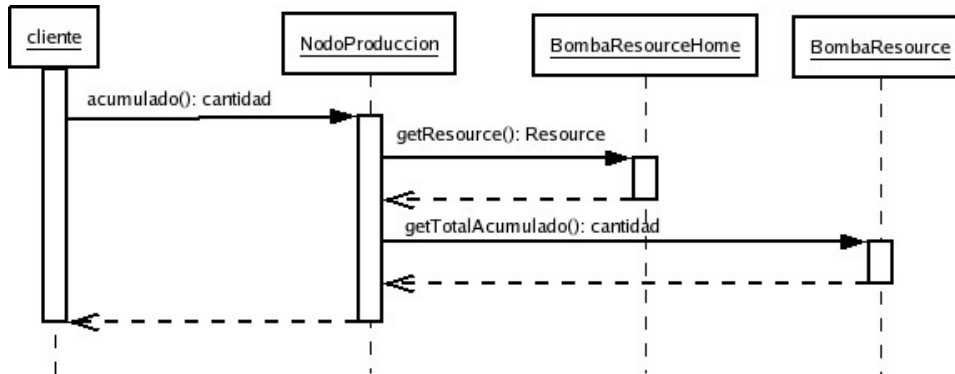 cliente
NodoProduccion
BombaResourceHome
BombaResource
acumulado(): cantidad
getResource(): Resource
getTotalAcumulado(): cantidad